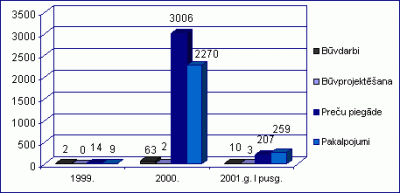 3500
3000
2500
2000
1500
1000
500
0
3006
2270
2 0 14 9
63 2
10 3 207 259
1999. 2000. 2001.g. I pusg.
Būvdarbi
Būvprojektēšana
Preču piegāde
Pakalpojumi